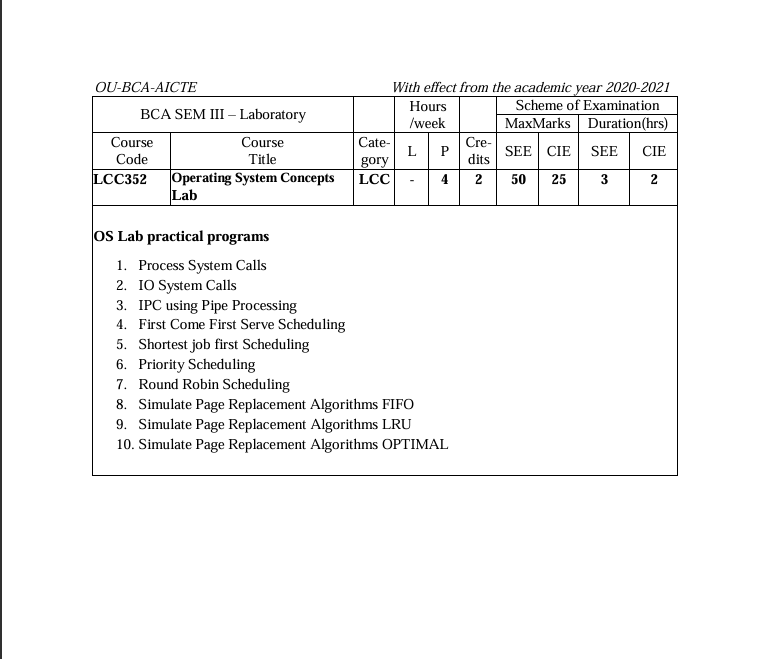 OU-BCA-AICTE With effect from the academic year 2020-2021
BCA SEM III – Laboratory
Hours
/week
Scheme of Examination
MaxMarks Duration(hrs)
Course
Code
Course
Title
Cate-
gory
L P
Cre-
dits
SEE CIE SEE CIE
LCC352 Operating System Concepts
Lab
LCC - 4 2 50 25 3 2
OS Lab practical programs
1. Process System Calls
2. IO System Calls
3. IPC using Pipe Processing
4. First Come First Serve Scheduling
5. Shortest job first Scheduling
6. Priority Scheduling
7. Round Robin Scheduling
8. Simulate Page Replacement Algorithms FIFO
9. Simulate Page Replacement Algorithms LRU
10. Simulate Page Replacement Algorithms OPTIMAL